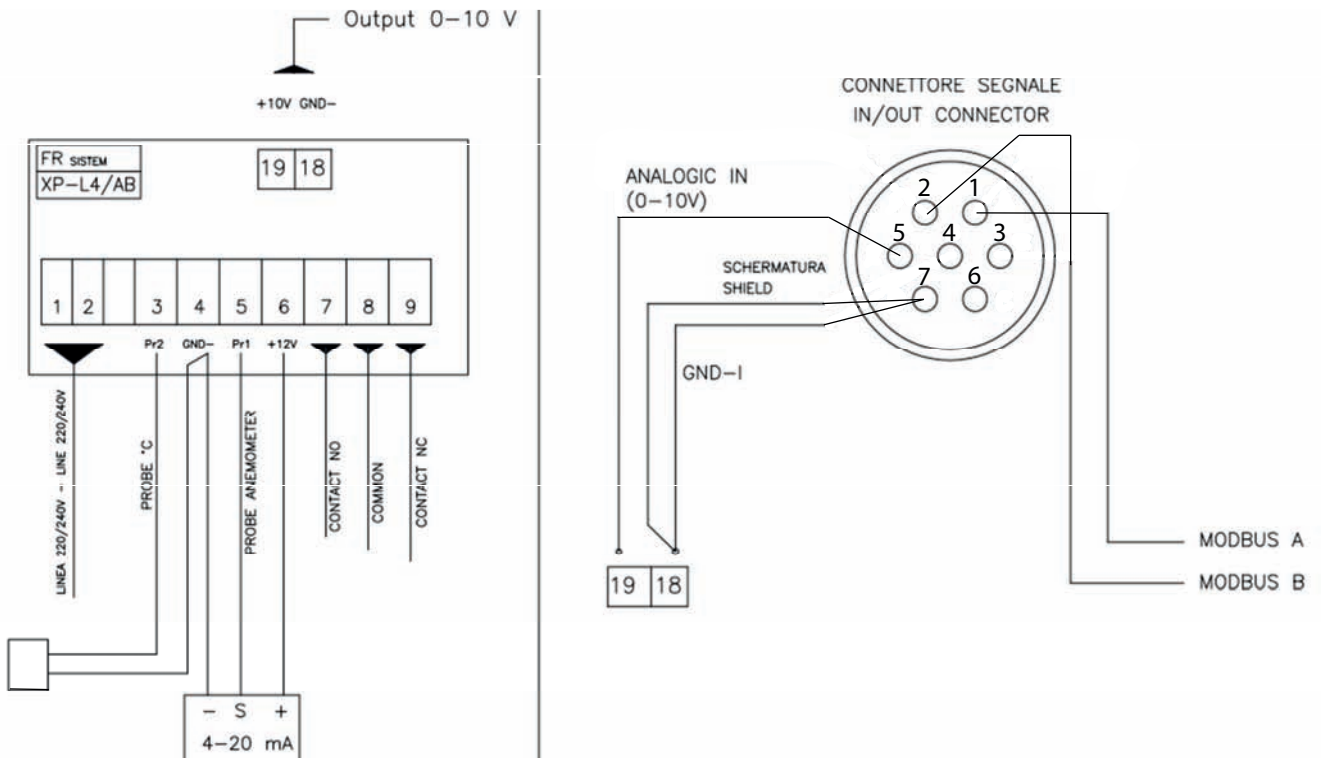 Output 0-10 V
+10V GND-
FR SISTEM
XP-L4/AB
19 18
1 2 3 4 5 6 7 8 9
Pr2 GND- Pr1 +12V
LINEA 220/240V - LINE 220/240V
PROBE °C
PROBE ANEMOMETER
CONTACT NO
COMMON
CONTACT NC
- S +
4-20 mA
CONNETTORE SEGNALE
IN/OUT CONNECTOR
ANALOGIC IN
(0-10V)
2 1
5 4 3
7 6
SCHERMATURA
SHIELD
GND-I
19 18
MODBUS A
MODBUS B